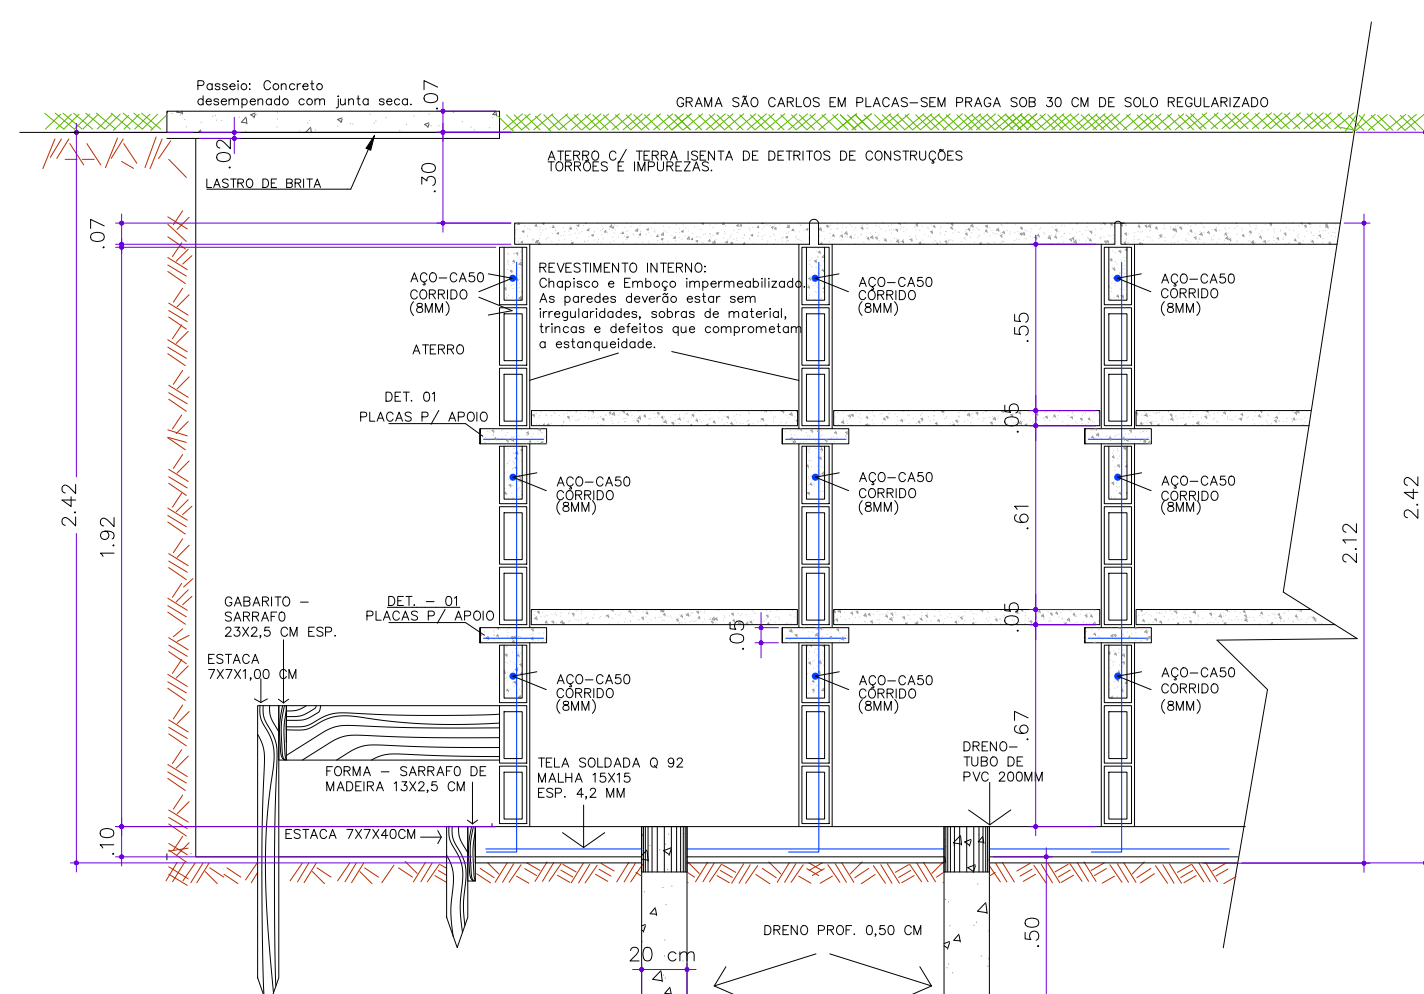 Passeio: Concreto
desempenado com junta seca.
.07
GRAMA SÃO CARLOS EM PLACAS-SEM PRAGA SOB 30 CM DE SOLO REGULARIZADO
.02
.30
LASTRO DE BRITA
ATERRO C/ TERRA ISENTA DE DETRITOS DE CONSTRUÇÕES
TORRÕES E IMPUREZAS.
.07
AÇO-CA50
CORRIDO
(8MM)
REVESTIMENTO INTERNO:
Chapisco e Emboço impermeabilizado.
As paredes deverão estar sem
irregularidades, sobras de material,
trincas e defeitos que comprometam
a estanqueidade.
AÇO-CA50
CORRIDO
(8MM)
AÇO-CA50
CORRIDO
(8MM)
.55
ATERRO
DET. 01
PLACAS P/ APOIO
.05
AÇO-CA50
CORRIDO
(8MM)
AÇO-CA50
CORRIDO
(8MM)
AÇO-CA50
CORRIDO
(8MM)
2.42
1.92
.61
2.12
2.42
GABARITO -
SARRAFO
23X2,5 CM ESP.
DET. - 01
PLACAS P/ APOIO
.05
.05
ESTACA
7X7X1,00 CM
AÇO-CA50
CORRIDO
(8MM)
AÇO-CA50
CORRIDO
(8MM)
AÇO-CA50
CORRIDO
(8MM)
.67
FORMA - SARRAFO DE
MADEIRA 13X2,5 CM
TELA SOLDADA Q 92
MALHA 15X15
ESP. 4,2 MM
DRENO-
TUBO DE
PVC 200MM
.10
ESTACA 7X7X40CM
DRENO PROF. 0,50 CM
.50
20 cm